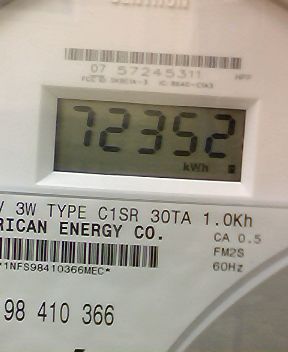 07 57245311 HPP
72352
kWh
V 3W TYPE C1SR 30TA 1.0Kh
RICAN ENERGY CO.
CA 0.5
FM2S
60Hz
*1NFS98410366MEC*
98 410 366